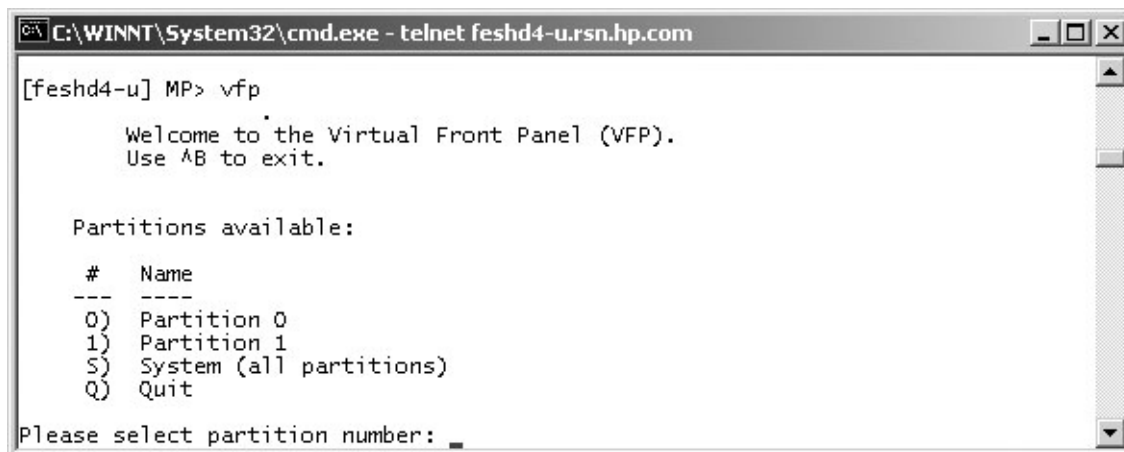 C:\WINNT\System32\cmd.exe - telnet feshd4-u.rsn.hp.com
[feshd4-u] MP> vfp
Welcome to the Virtual Front Panel (VFP).
Use ^B to exit.
Partitions available:
# Name
--- ----
0) Partition 0
1) Partition 1
S) System (all partitions)
Q) Quit
Please select partition number: _